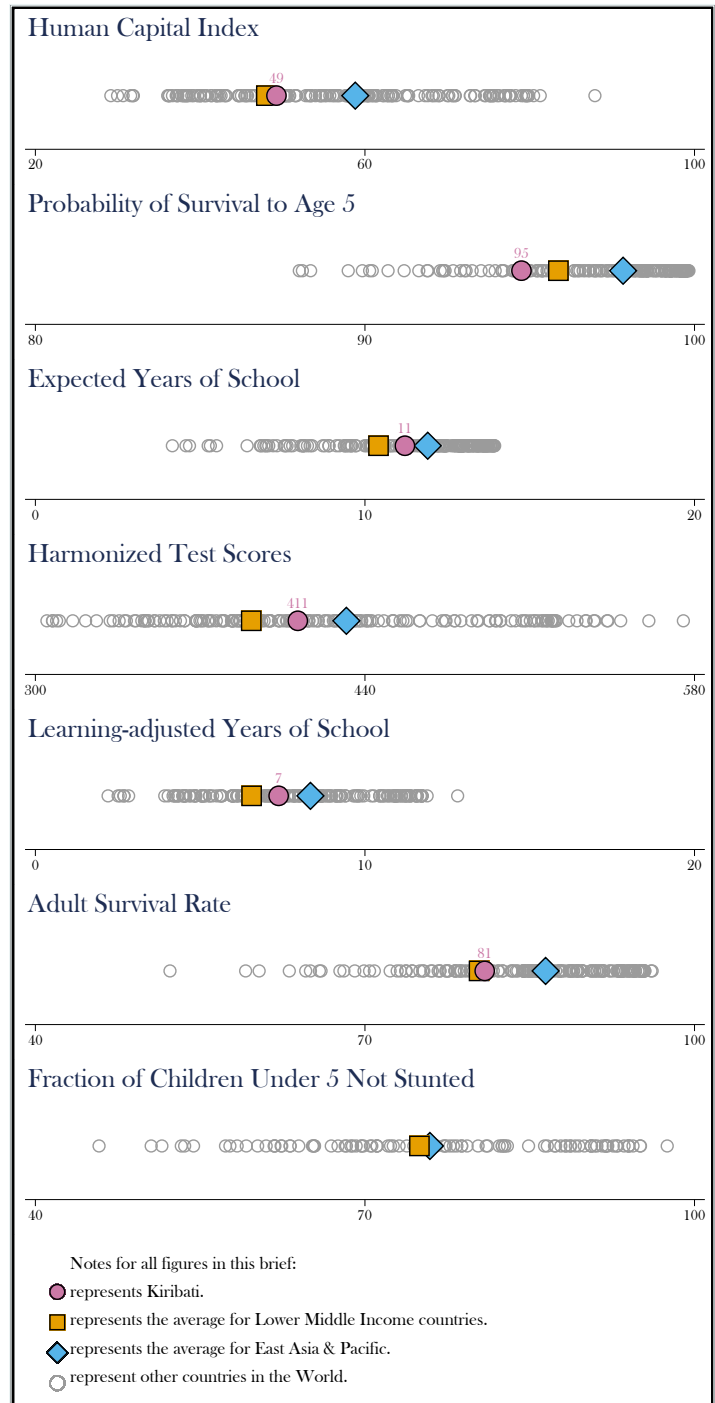 Human Capital Index
49
20 60 100
Probability of Survival to Age 5
95
80 90 100
Expected Years of School
11
0 10 20
Harmonized Test Scores
411
300 440 580
Learning-adjusted Years of School
7
0 10 20
Adult Survival Rate
81
40 70 100
Fraction of Children Under 5 Not Stunted
40 70 100
Notes for all figures in this brief:
represents Kiribati.
represents the average for Lower Middle Income countries.
represents the average for East Asia & Pacific.
represent other countries in the World.